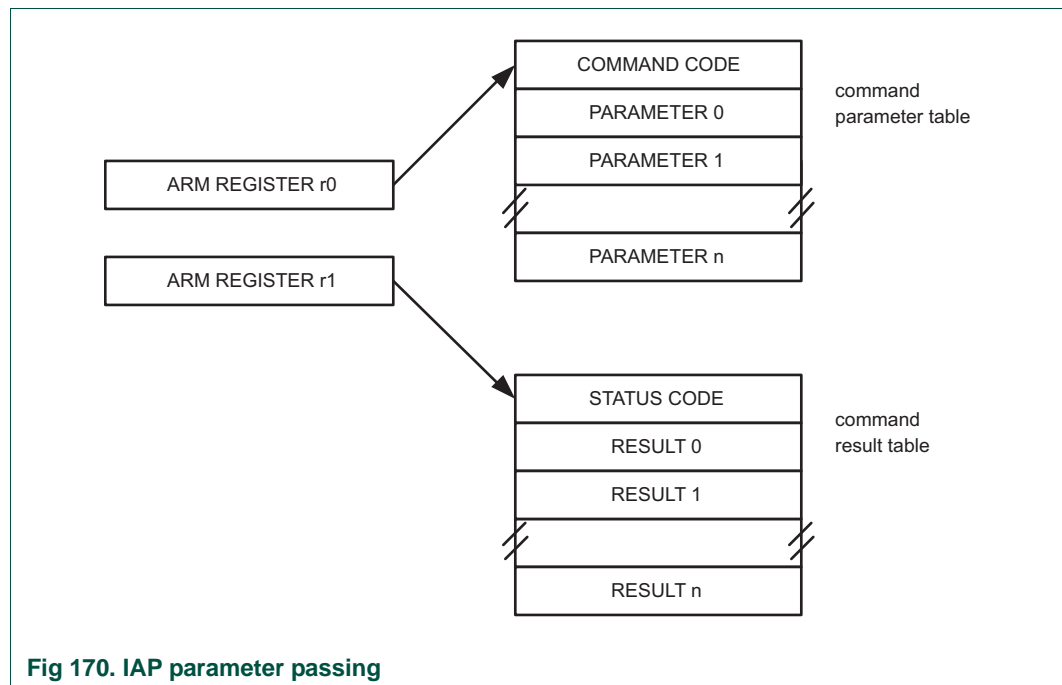 COMMAND CODE
PARAMETER 0
PARAMETER 1
PARAMETER n
command
parameter table
ARM REGISTER r0
ARM REGISTER r1
STATUS CODE
RESULT 0
RESULT 1
RESULT n
command
result table
Fig 170. IAP parameter passing